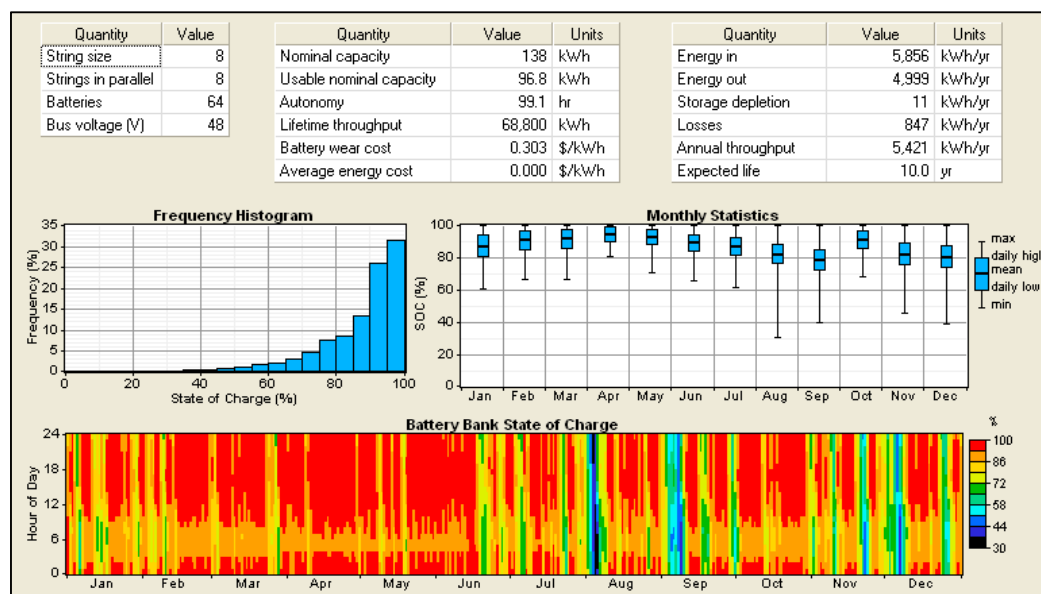 Quantity Value
String size 8
Strings in parallel 8
Batteries 64
Bus voltage (V) 48
Quantity Value Units
Nominal capacity 138 kWh
Usable nominal capacity 96.8 kWh
Autonomy 99.1 hr
Lifetime throughput 68,800 kWh
Battery wear cost 0.303 $/kWh
Average energy cost 0.000 $/kWh
Quantity Value Units
Energy in 5,856 kWh/yr
Energy out 4,999 kWh/yr
Storage depletion 11 kWh/yr
Losses 847 kWh/yr
Annual throughput 5,421 kWh/yr
Expected life 10.0 yr
Frequency Histogram
Frequency (%)
35
30
25
20
15
10
5
0
0 20 40 60 80 100
State of Charge (%)
Monthly Statistics
SOC (%)
100
80
60
40
20
0
Jan Feb Mar Apr May Jun Jul Aug Sep Oct Nov Dec
max
daily high
mean
daily low
min
Battery Bank State of Charge
Hour of Day
24
18
12
6
0
Jan Feb Mar Apr May Jun Jul Aug Sep Oct Nov Dec
%
100
86
72
58
44
30